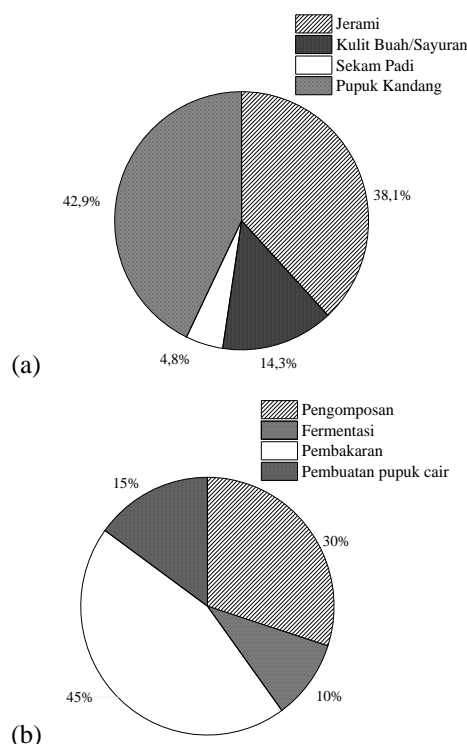 Jerami
Kulit Buah/Sayuran
Sekam Padi
Pupuk Kandang
42,9%
38,1%
4,8%
14,3%
(a)
Pengomposan
Fermentasi
Pembakaran
Pembuatan pupuk cair
15%
30%
45%
10%
(b)